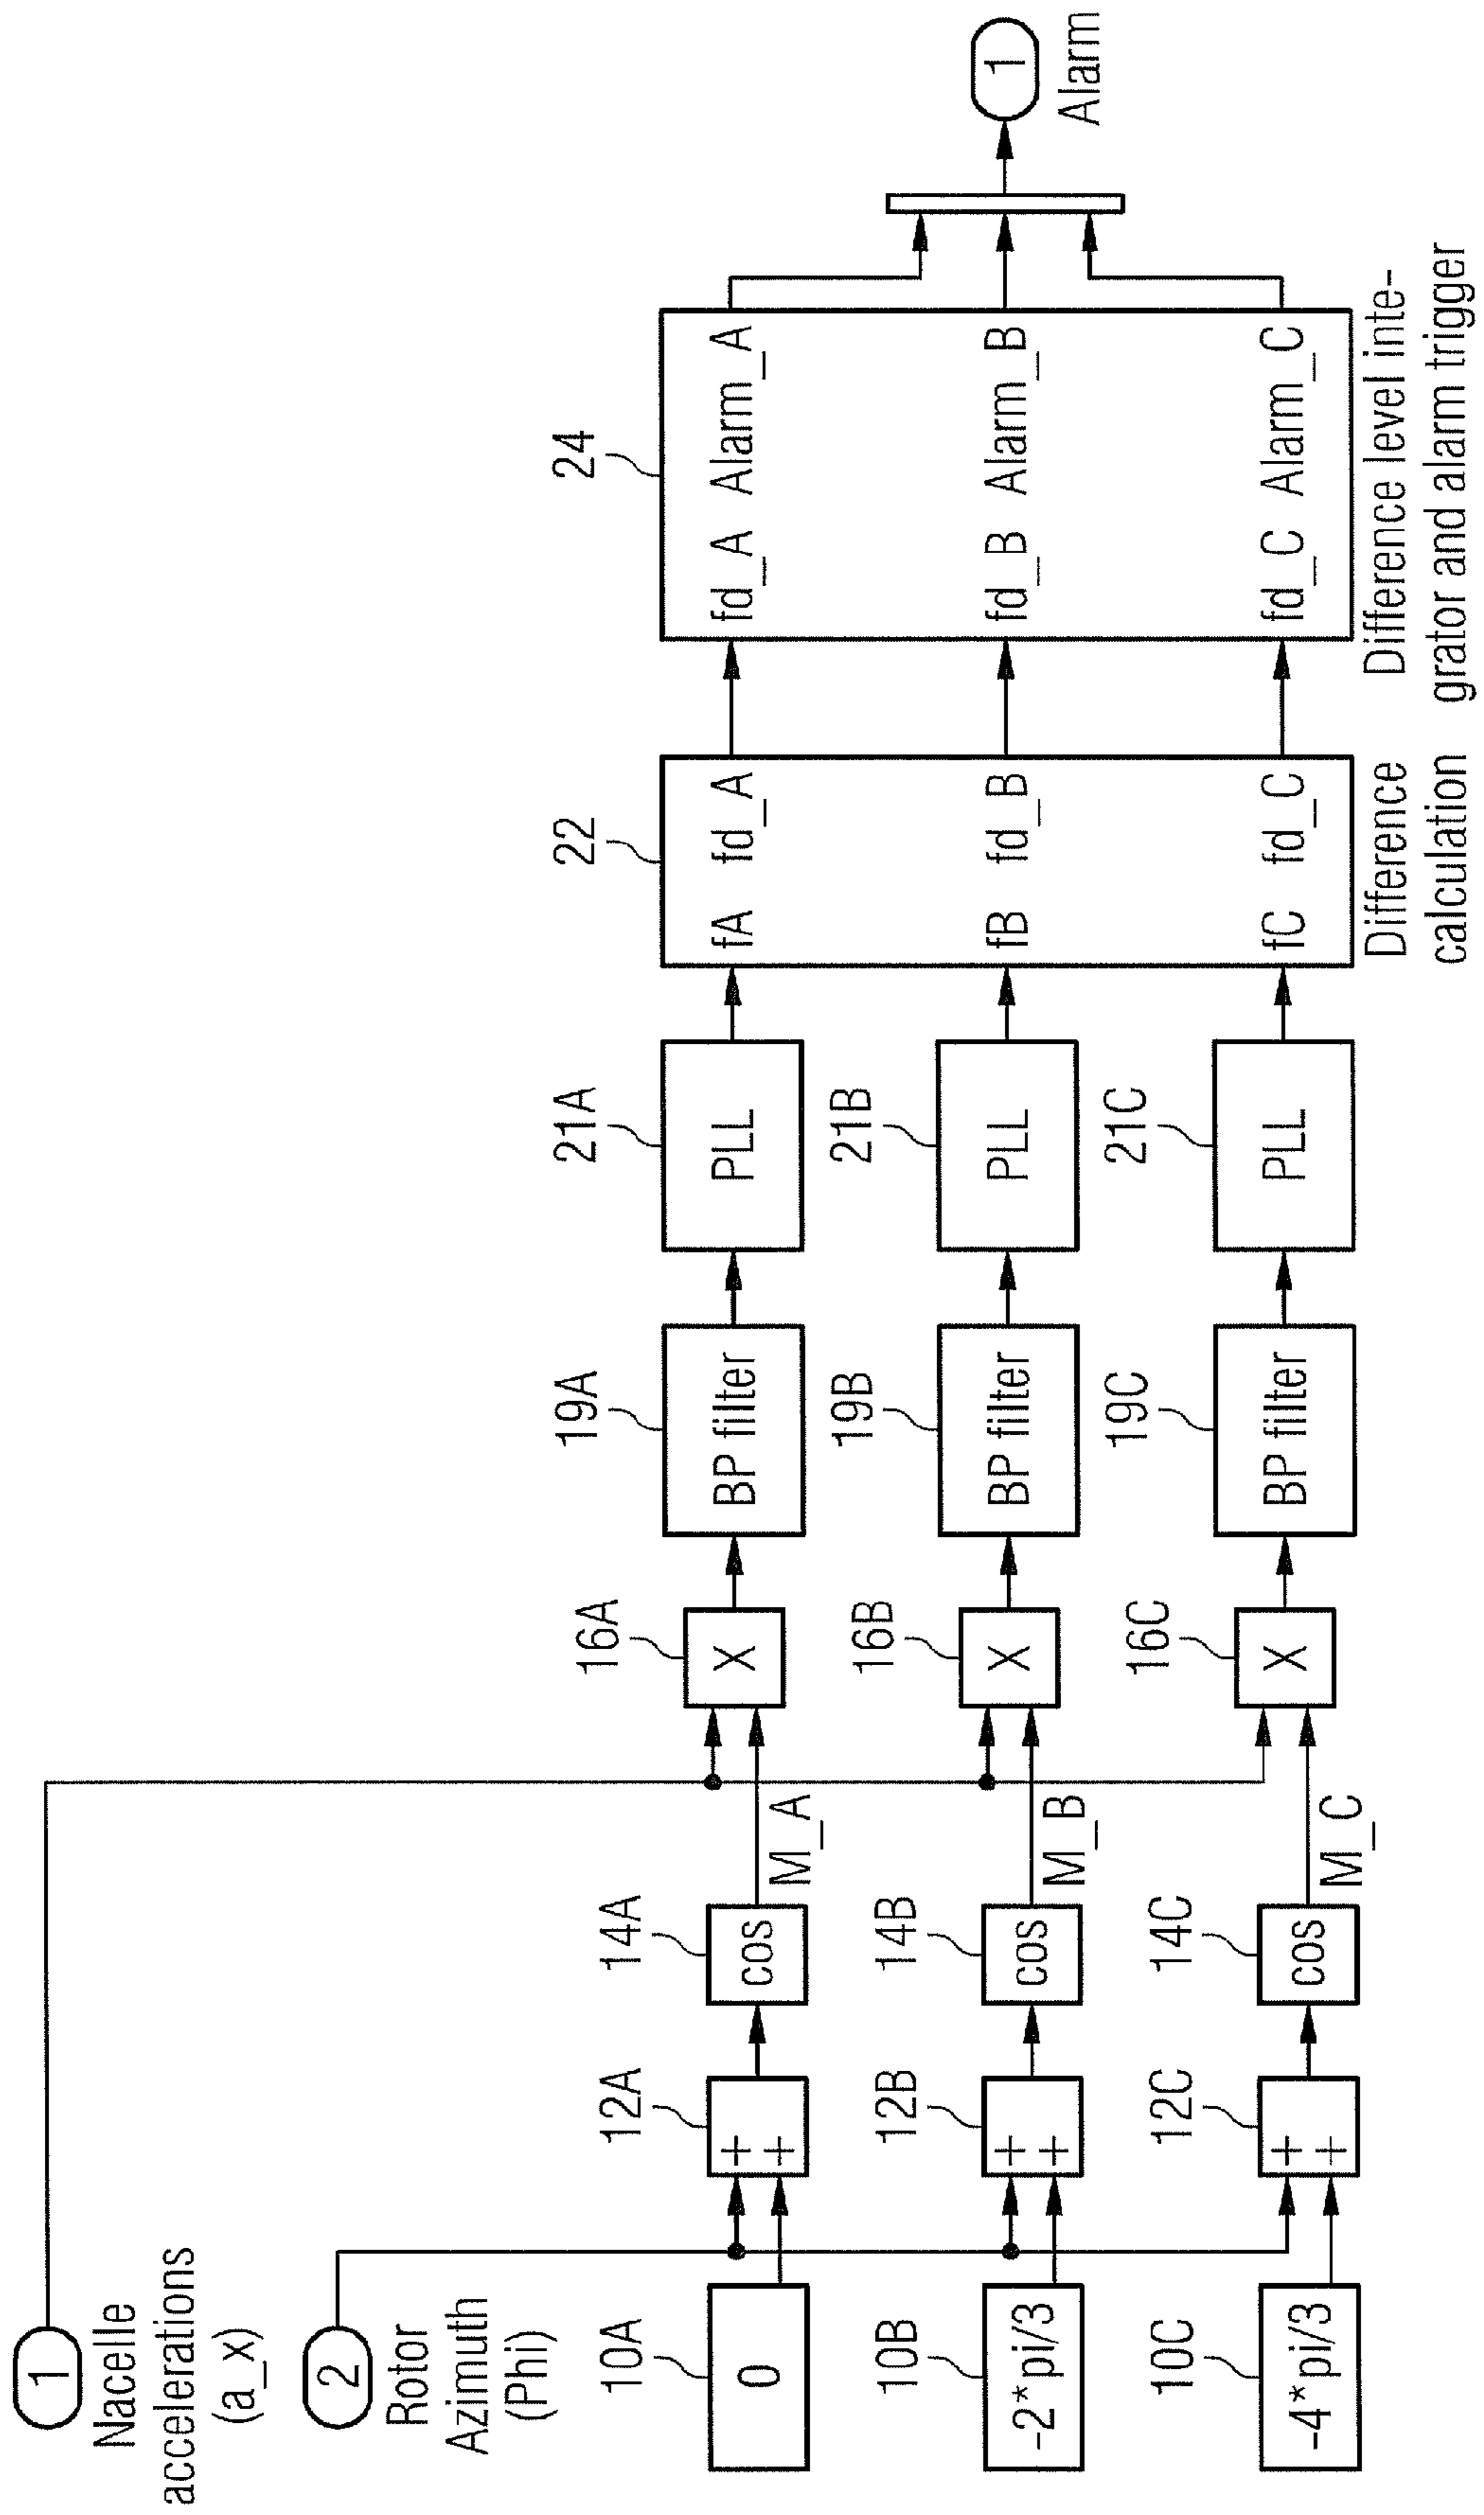 1
Nacelle
accelerations
(a_x)
2
Rotor
Azimuth
(Phi)
10A
0
12A
+
+
14A
cos
M_A
16A
X
19A
BP filter
21A
PLL
10B
-2*pi/3
12B
+
+
14B
cos
M_B
16B
X
19B
BP filter
21B
PLL
10C
-4*pi/3
12C
+
+
14C
cos
M_C
16C
X
19C
BP filter
21C
PLL
22
fA fd_A
fB fd_B
fC fd_C
Difference
calculation
24
fd_A Alarm_A
fd_B Alarm_B
fd_C Alarm_C
Difference level inte-
grator and alarm trigger
1
Alarm